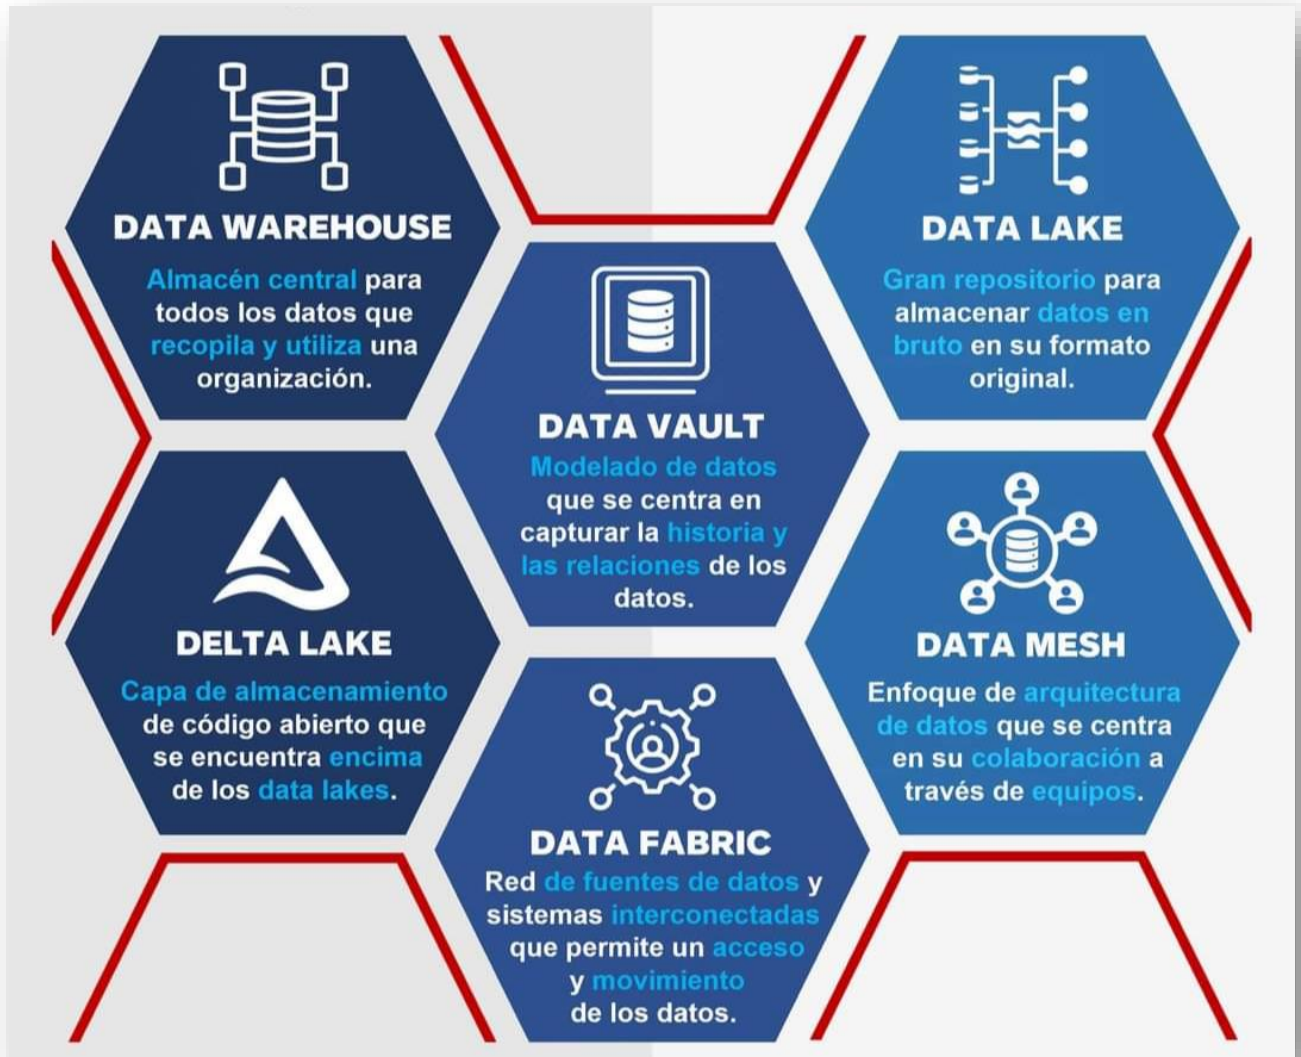 DATA WAREHOUSE
Almacén central para
todos los datos que
recopila y utiliza una
organización.
DATA LAKE
Gran repositorio para
almacenar datos en
bruto en su formato
original.
DATA VAULT
Modelado de datos
que se centra en
capturar la historia y
las relaciones de los
datos.
DELTA LAKE
Capa de almacenamiento
de código abierto que
se encuentra encima
de los data lakes.
DATA MESH
Enfoque de arquitectura
de datos que se centra
en su colaboración a
través de equipos.
DATA FABRIC
Red de fuentes de datos y
sistemas interconectadas
que permite un acceso
y movimiento
de los datos.